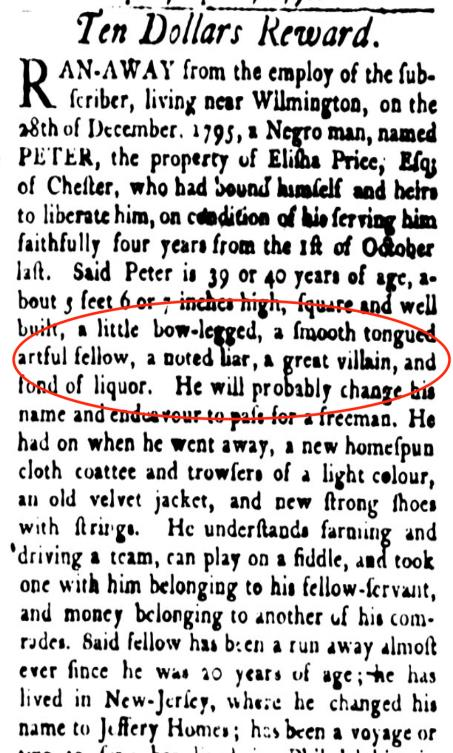 Ten Dollars Reward.
RAN-AWAY from the employ of the ſub-
ſcriber, living near Wilmington, on the
28th of December. 1795, a Negro man, named
PETER, the property of Eliſha Price, Eſq;
of Cheſter, who had bound himſelf and heirs
to liberate him, on condition of his ſerving him
faithfully four years from the 1ſt of October
laſt. Said Peter is 39 or 40 years of age, a-
bout 5 feet 6 or 7 inches high, ſquare and well
built, a little bow-legged, a ſmooth tongued
artful fellow, a noted liar, a great villain, and
fond of liquor. He will probably change his
name and endeavour to paſs for a freeman. He
had on when he went away, a new homeſpun
cloth coattee and trowſers of a light colour,
an old velvet jacket, and new ſtrong ſhoes
with ſtrings. He underſtands farming and
driving a team, can play on a fiddle, and took
one with him belonging to his fellow-ſervant,
and money belonging to another of his com-
rades. Said fellow has been a run away almoſt
ever ſince he was 20 years of age; he has
lived in New-Jerſey, where he changed his
name to Jeffery Homes; has been a voyage or